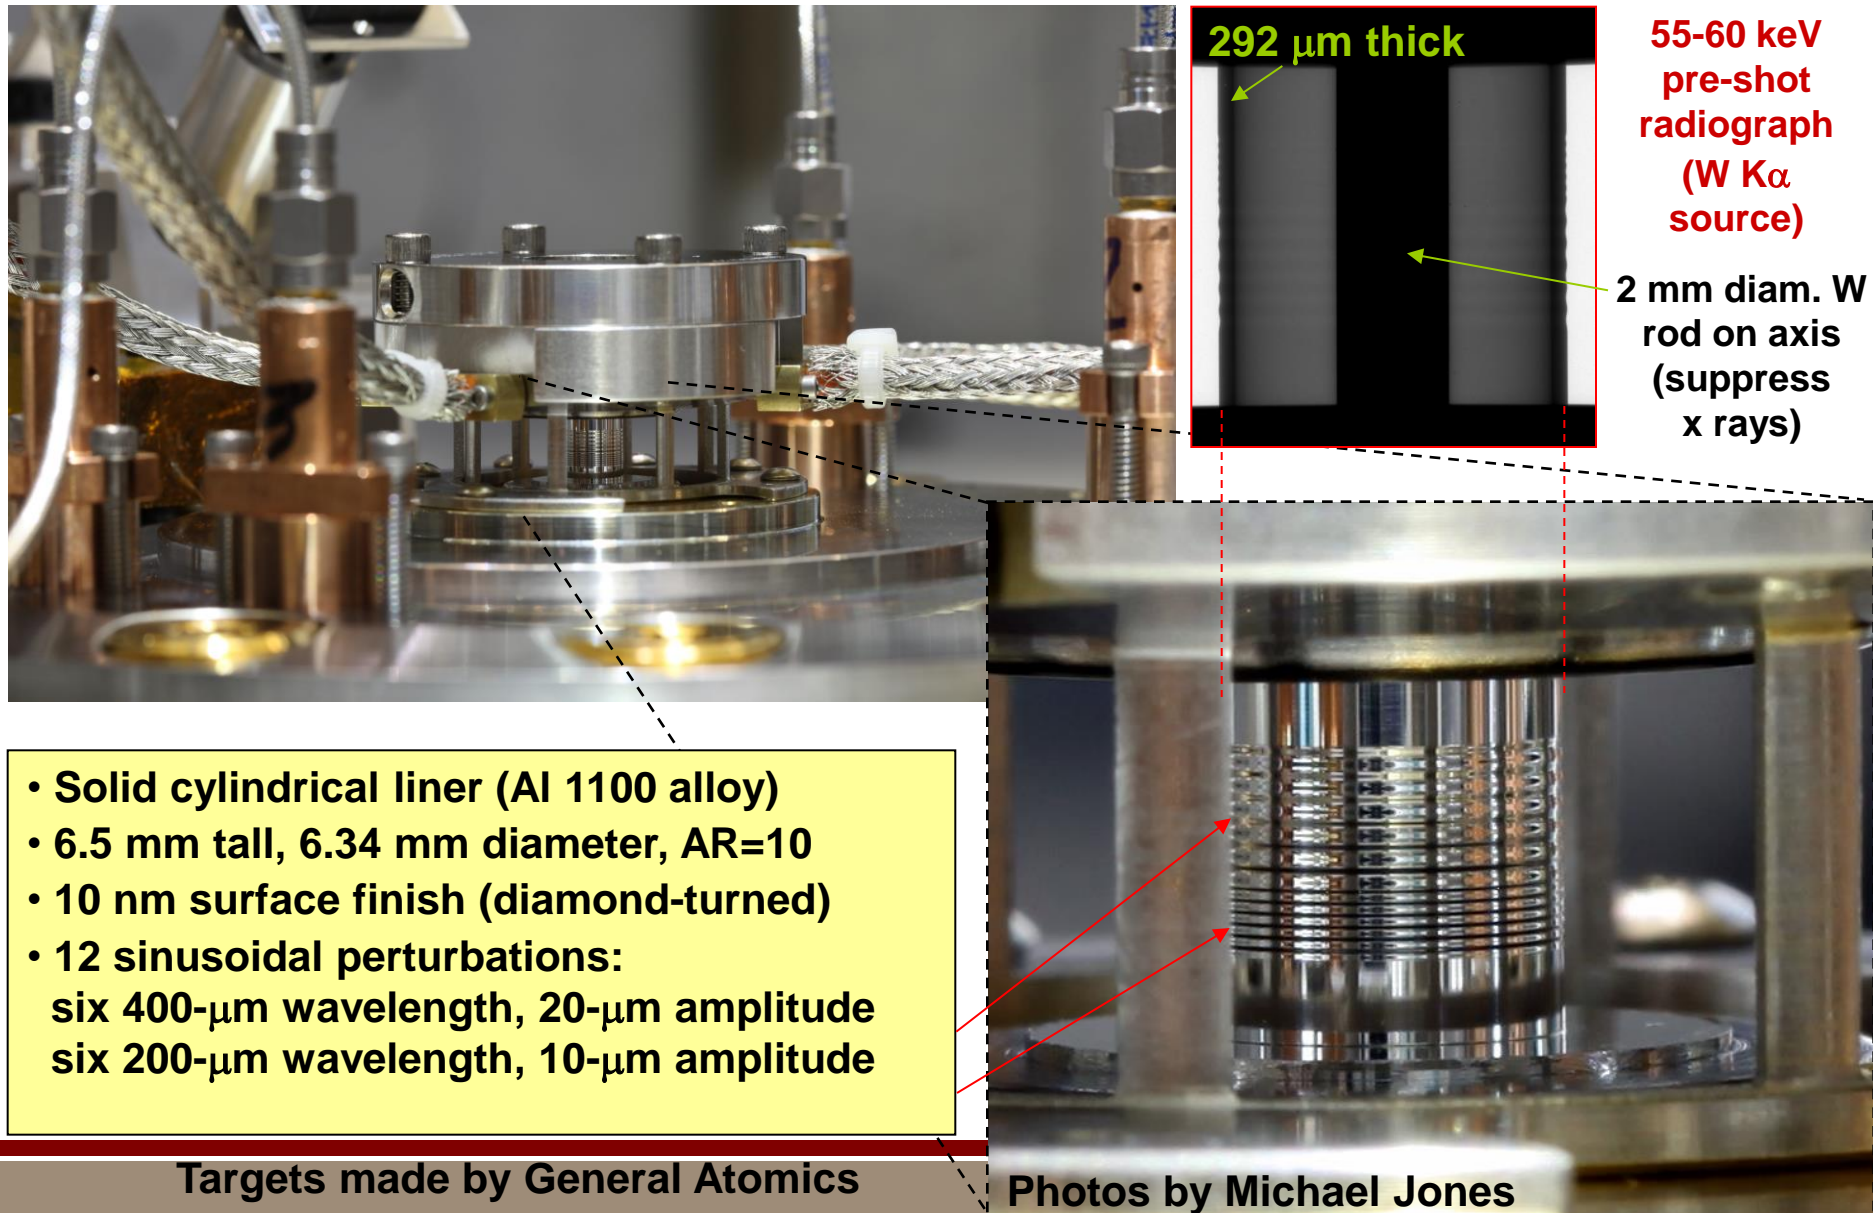 292 μm thick
55-60 keV
pre-shot
radiograph
(W Kα
source)
2 mm diam. W
rod on axis
(suppress
x rays)
• Solid cylindrical liner (Al 1100 alloy)
• 6.5 mm tall, 6.34 mm diameter, AR=10
• 10 nm surface finish (diamond-turned)
• 12 sinusoidal perturbations:
six 400-μm wavelength, 20-μm amplitude
six 200-μm wavelength, 10-μm amplitude
Targets made by General Atomics
Photos by Michael Jones